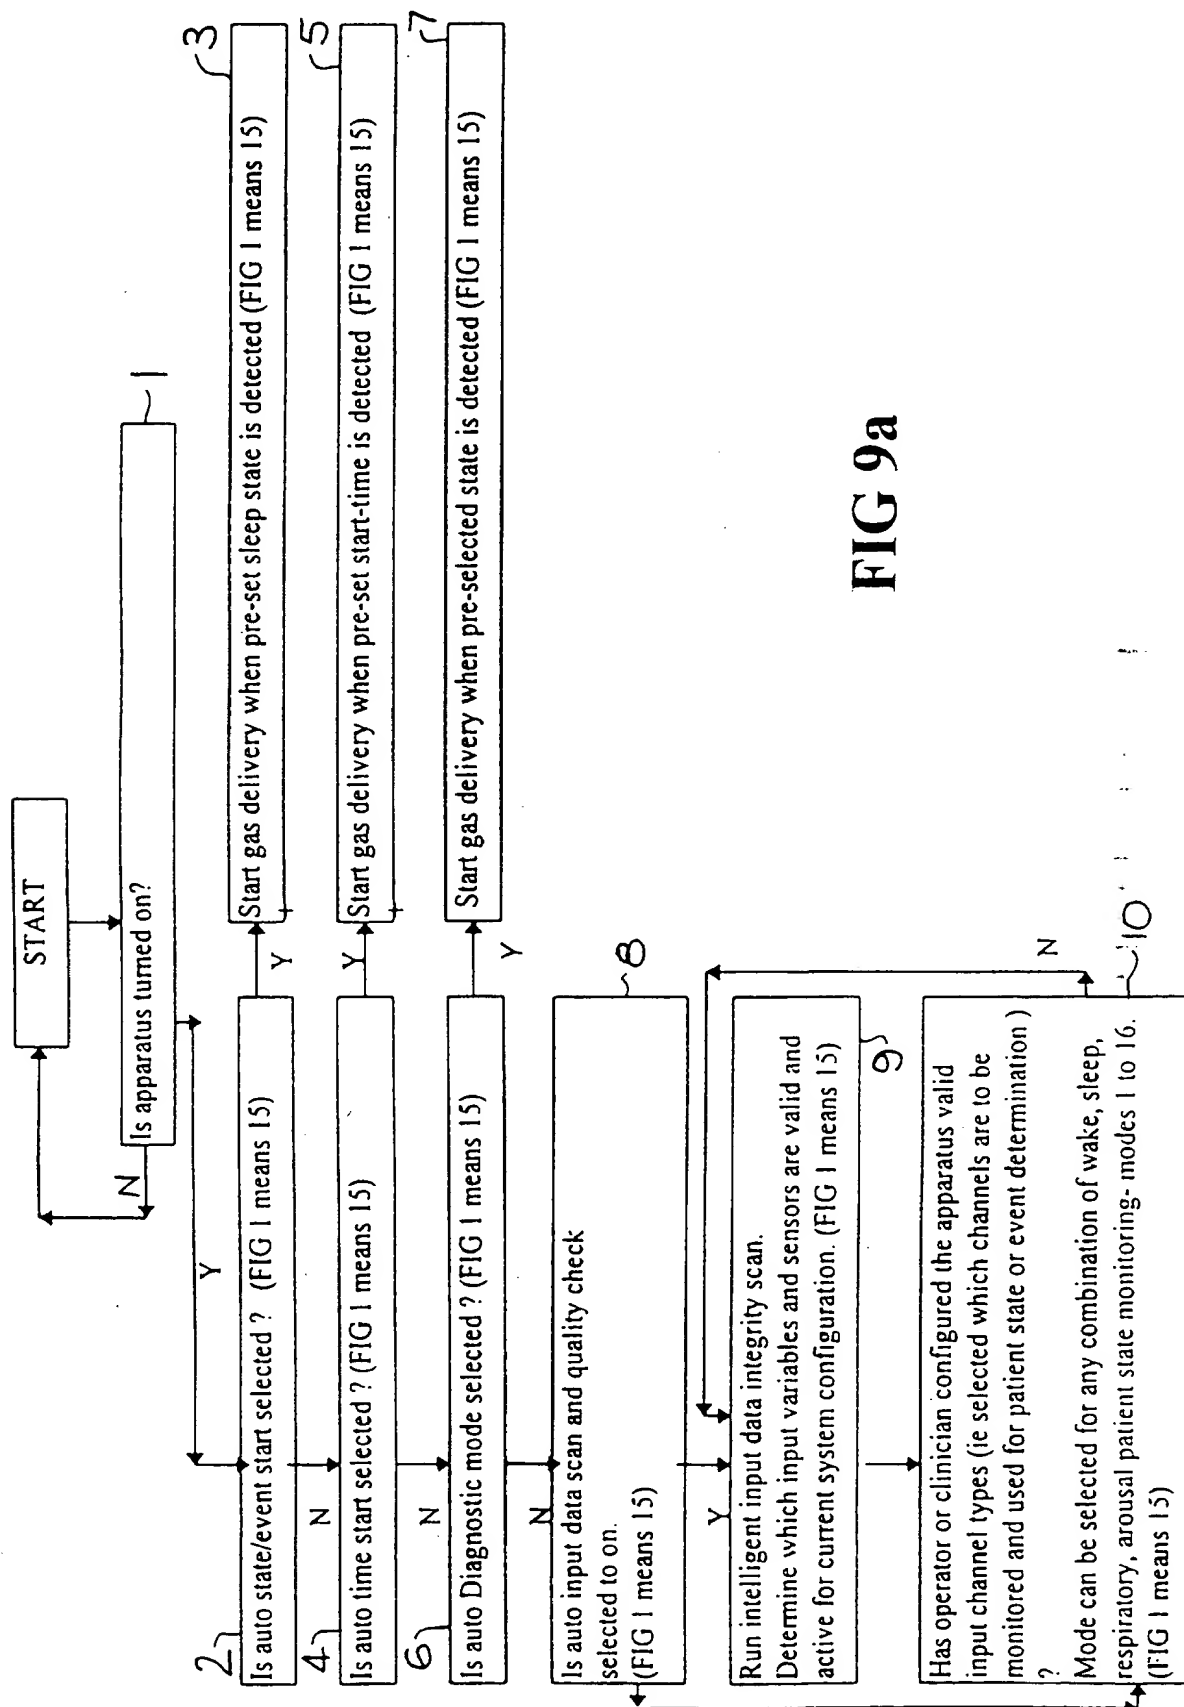 START
1
Is apparatus turned on?
N
Y
2
Is auto state/event start selected ? (FIG 1 means 15)
Y
3
Start gas delivery when pre-set sleep state is detected (FIG 1 means 15)
N
4
Is auto time start selected ? (FIG 1 means 15)
Y
5
Start gas delivery when pre-set start-time is detected (FIG 1 means 15)
N
6
Is auto Diagnostic mode selected ? (FIG 1 means 15)
Y
7
Start gas delivery when pre-selected state is detected (FIG 1 means 15)
N
8
Is auto input data scan and quality check
selected to on.
(FIG 1 means 15)
Y
9
Run intelligent input data integrity scan.
Determine which input variables and sensors are valid and
active for current system configuration. (FIG 1 means 15)
N
10
Has operator or clinician configured the apparatus valid
input channel types (ie selected which channels are to be
monitored and used for patient state or event determination )
?
Mode can be selected for any combination of wake, sleep,
respiratory, arousal patient state monitoring- modes 1 to 16.
(FIG 1 means 15)
FIG 9a